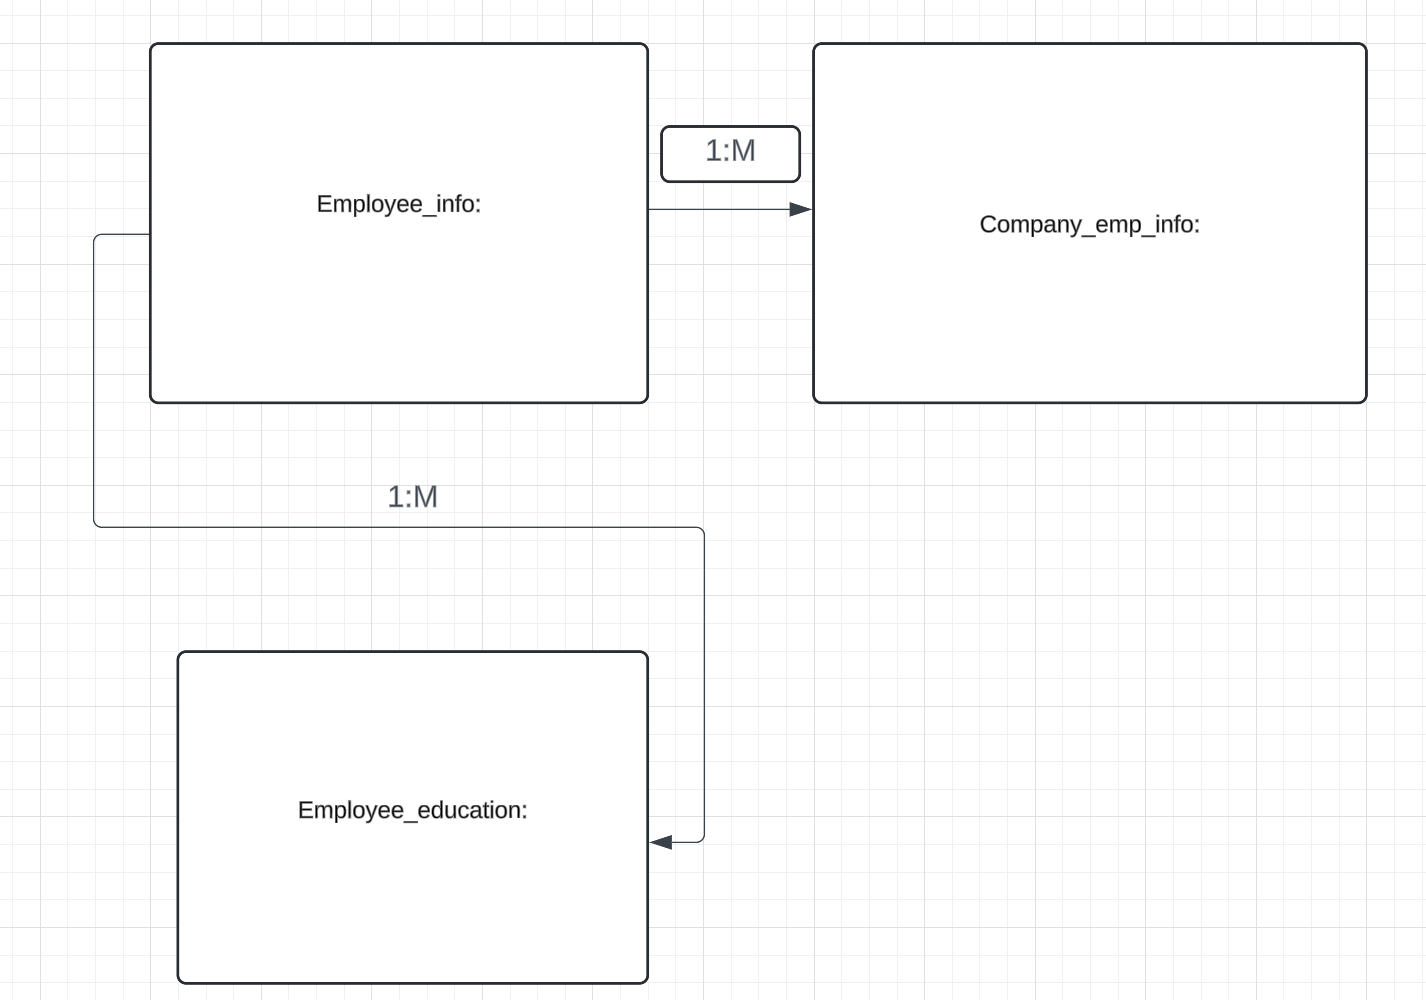 1:M
Employee_info:
Company_emp_info:
1:M
Employee_education: